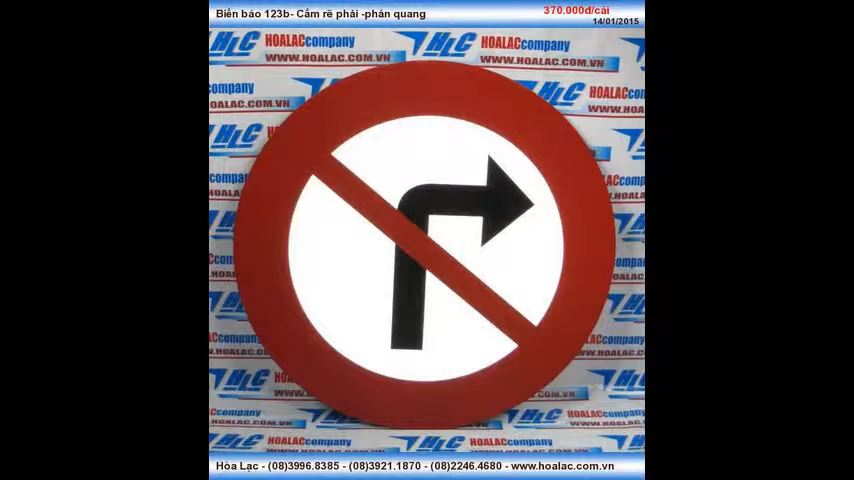 Biển báo 123b- Cấm rẽ phải -phản quang
370.000đ/cái
14/01/2015
HLC HOALACcompany
WWW.HOALAC.COM.VN
Hòa Lạc - (08)3996.8385 - (08)3921.1870 - (08)2246.4680 - www.hoalac.com.vn